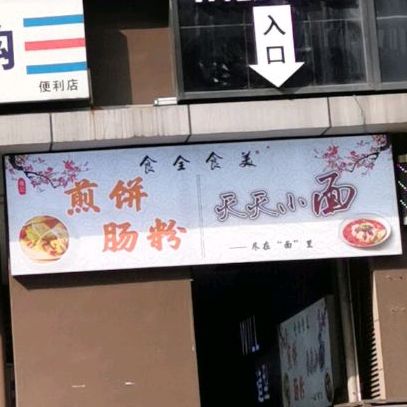 购
便利店
入口
食全食美
煎饼
肠粉
天天小面
——尽在“面”里